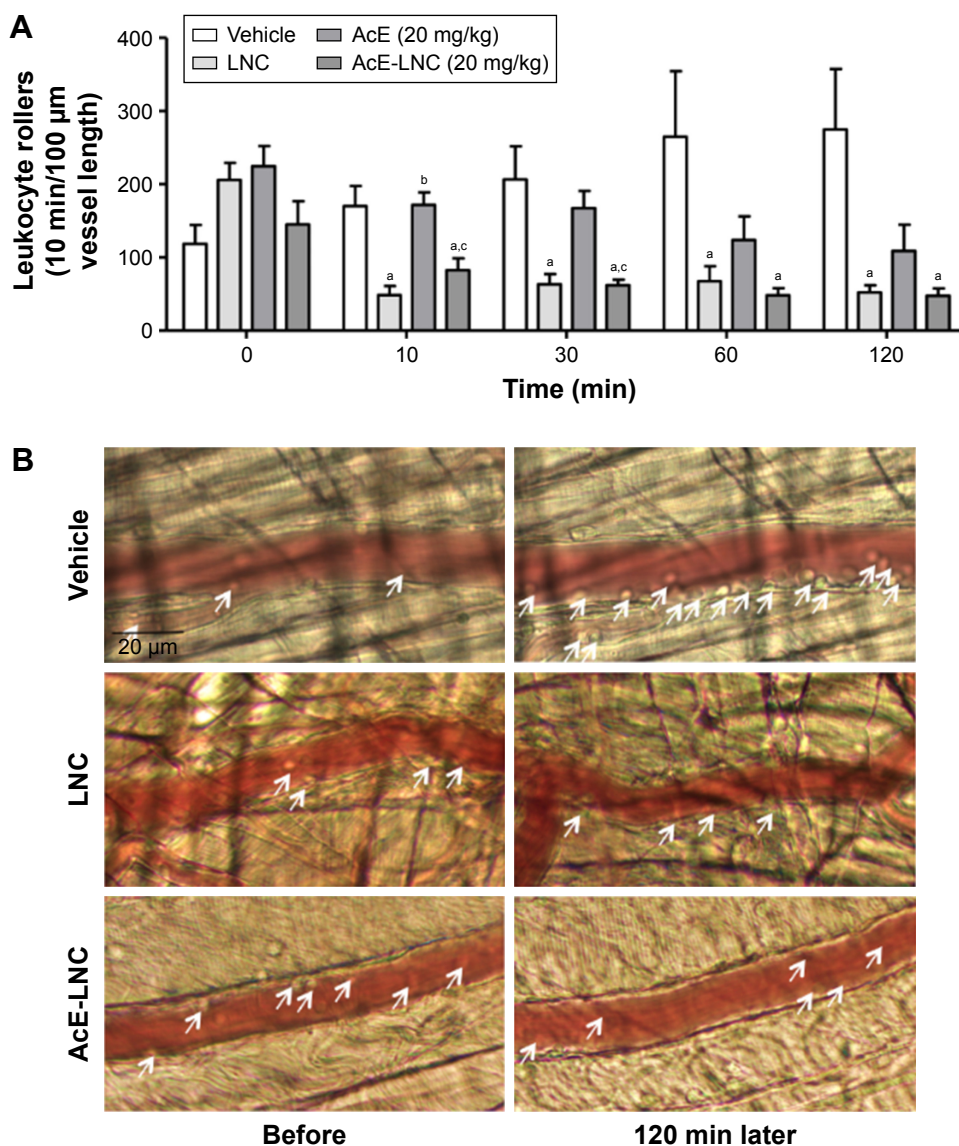 A
Vehicle
LNC
AcE (20 mg/kg)
AcE-LNC (20 mg/kg)
Leukocyte rollers
(10 min/100 µm
vessel length)
400
300
200
100
0
b
a
a,c
a
a,c
a
a
a
a
0
10
30
60
120
Time (min)
B
Vehicle
20 µm
LNC
AcE-LNC
Before
120 min later